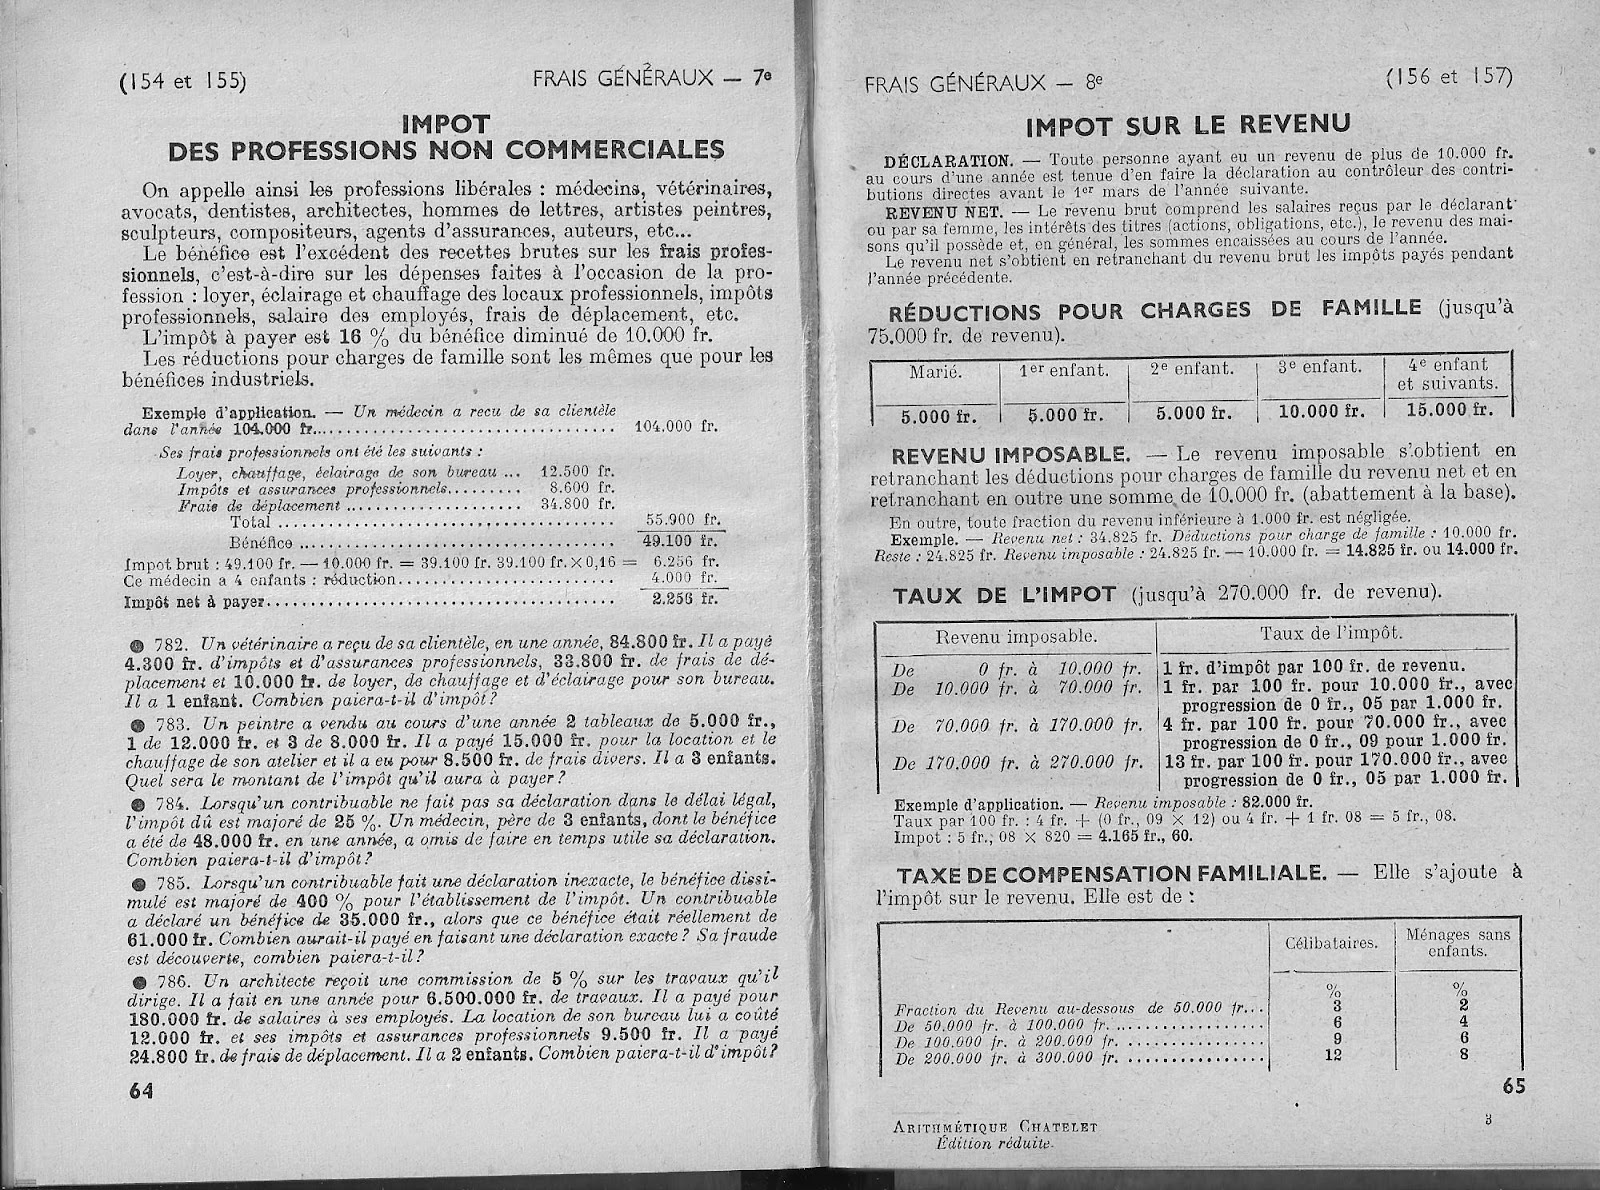 (154 et 155) FRAIS GÉNÉRAUX — 7e
IMPOT
DES PROFESSIONS NON COMMERCIALES
On appelle ainsi les professions libérales : médecins, vétérinaires,
avocats, dentistes, architectes, hommes de lettres, artistes peintres,
sculpteurs, compositeurs, agents d'assurances, auteurs, etc...
Le bénéfice est l'excédent des recettes brutes sur les frais profes-
sionnels, c'est-à-dire sur les dépenses faites à l'occasion de la pro-
fession : loyer, éclairage et chauffage des locaux professionnels, impôts
professionnels, salaire des employés, frais de déplacement, etc.
L'impôt à payer est 16 % du bénéfice diminué de 10.000 fr.
Les réductions pour charges de famille sont les mêmes que pour les
bénéfices industriels.
Exemple d'application. — Un médecin a reçu de sa clientèle
dans l'année 104.000 fr. 104.000 fr.
Ses frais professionnels ont été les suivants :
Loyer, chauffage, éclairage de son bureau ... 12.500 fr.
Impôts et assurances professionnels......... 8.600 fr.
Frais de déplacement ..................... 34.800 fr.
Total ..................................... 55.900 fr.
Bénéfice ................................... 49.100 fr.
Impot brut : 49.100 fr. — 10.000 fr. = 39.100 fr. 39.100 fr. × 0,16 = 6.256 fr.
Ce médecin a 4 enfants : réduction........................ 4.000 fr.
Impôt net à payer....................................... 2.256 fr.
● 782. Un vétérinaire a reçu de sa clientèle, en une année, 84.800 fr. Il a payé
4.300 fr. d'impôts et d'assurances professionnels, 33.800 fr. de frais de dé-
placement et 10.000 fr. de loyer, de chauffage et d'éclairage pour son bureau.
Il a 1 enfant. Combien paiera-t-il d'impôt ?
● 783. Un peintre a vendu au cours d'une année 2 tableaux de 5.000 fr.,
1 de 12.000 fr. et 3 de 8.000 fr. Il a payé 15.000 fr. pour la location et le
chauffage de son atelier et il a eu pour 8.500 fr. de frais divers. Il a 3 enfants.
Quel sera le montant de l'impôt qu'il aura à payer ?
● 784. Lorsqu'un contribuable ne fait pas sa déclaration dans le délai légal,
l'impôt dû est majoré de 25 %. Un médecin, père de 3 enfants, dont le bénéfice
a été de 48.000 fr. en une année, a omis de faire en temps utile sa déclaration.
Combien paiera-t-il d'impôt ?
● 785. Lorsqu'un contribuable fait une déclaration inexacte, le bénéfice dissi-
mulé est majoré de 400 % pour l'établissement de l'impôt. Un contribuable
a déclaré un bénéfice de 35.000 fr., alors que ce bénéfice était réellement de
61.000 fr. Combien aurait-il payé en faisant une déclaration exacte ? Sa fraude
est découverte, combien paiera-t-il ?
● 786. Un architecte reçoit une commission de 5 % sur les travaux qu'il
dirige. Il a fait en une année pour 6.500.000 fr. de travaux. Il a payé pour
180.000 fr. de salaires à ses employés. La location de son bureau lui a coûté
12.000 fr. et ses impôts et assurances professionnels 9.500 fr. Il a payé
24.800 fr. de frais de déplacement. Il a 2 enfants. Combien paiera-t-il d'impôt ?
64
FRAIS GÉNÉRAUX — 8e (156 et 157)
IMPOT SUR LE REVENU
DÉCLARATION. — Toute personne ayant eu un revenu de plus de 10.000 fr.
au cours d'une année est tenue d'en faire la déclaration au contrôleur des contri-
butions directes avant le 1er mars de l'année suivante.
REVENU NET. — Le revenu brut comprend les salaires reçus par le déclarant
ou par sa femme, les intérêts des titres (actions, obligations, etc.), le revenu des mai-
sons qu'il possède et, en général, les sommes encaissées au cours de l'année.
Le revenu net s'obtient en retranchant du revenu brut les impôts payés pendant
l'année précédente.
RÉDUCTIONS POUR CHARGES DE FAMILLE (jusqu'à
75.000 fr. de revenu).
Marié. 1er enfant. 2e enfant. 3e enfant. 4e enfant
et suivants.
5.000 fr. 5.000 fr. 5.000 fr. 10.000 fr. 15.000 fr.
REVENU IMPOSABLE. — Le revenu imposable s'obtient en
retranchant les déductions pour charges de famille du revenu net et en
retranchant en outre une somme de 10.000 fr. (abattement à la base).
En outre, toute fraction du revenu inférieure à 1.000 fr. est négligée.
Exemple. — Revenu net : 34.825 fr. Déductions pour charge de famille : 10.000 fr.
Reste : 24.825 fr. Revenu imposable : 24.825 fr. — 10.000 fr. = 14.825 fr. ou 14.000 fr.
TAUX DE L'IMPOT (jusqu'à 270.000 fr. de revenu).
Revenu imposable. Taux de l'impôt.
De 0 fr. à 10.000 fr. 1 fr. d'impôt par 100 fr. de revenu.
De 10.000 fr. à 70.000 fr. 1 fr. par 100 fr. pour 10.000 fr., avec
progression de 0 fr., 05 par 1.000 fr.
De 70.000 fr. à 170.000 fr. 4 fr. par 100 fr. pour 70.000 fr., avec
progression de 0 fr., 09 pour 1.000 fr.
De 170.000 fr. à 270.000 fr. 13 fr. par 100 fr. pour 170.000 fr., avec
progression de 0 fr., 05 par 1.000 fr.
Exemple d'application. — Revenu imposable : 82.000 fr.
Taux par 100 fr. : 4 fr. + (0 fr., 09 × 12) ou 4 fr. + 1 fr. 08 = 5 fr., 08.
Impot : 5 fr., 08 × 820 = 4.165 fr., 60.
TAXE DE COMPENSATION FAMILIALE. — Elle s'ajoute à
l'impôt sur le revenu. Elle est de :
Célibataires. Ménages sans
enfants.
% %
Fraction du Revenu au-dessous de 50.000 fr... 3 2
De 50.000 fr. à 100.000 fr. .................. 6 4
De 100.000 fr. à 200.000 fr. ................ 9 6
De 200.000 fr. à 300.000 fr. ................ 12 8
65
ARITHMÉTIQUE CHATELET
Édition réduite.
3